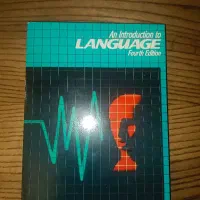 An Introduction to
LANGUAGE
Fourth Edition